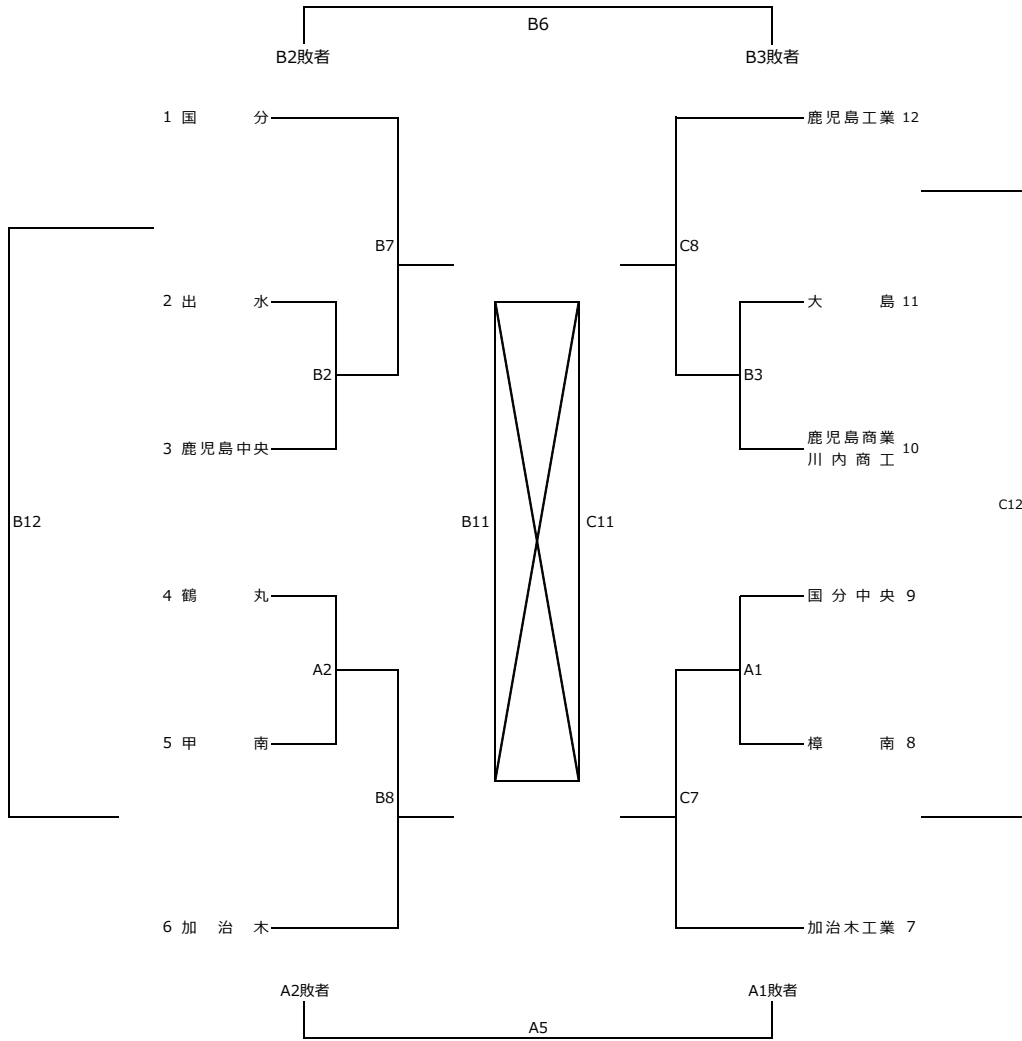 B6
B2敗者 B3敗者
1 国 分 鹿児島工業 12
B7 C8
2 出 水 大 島 11
B2 B3
3 鹿児島中央 鹿児島商業
川内商工 10
C12
B12 B11 C11
4 鶴 丸 国分中央 9
A2 A1
5 甲 南 樟 南 8
B8 C7
6 加 治 木 加治木工業 7
A2敗者 A1敗者
A5